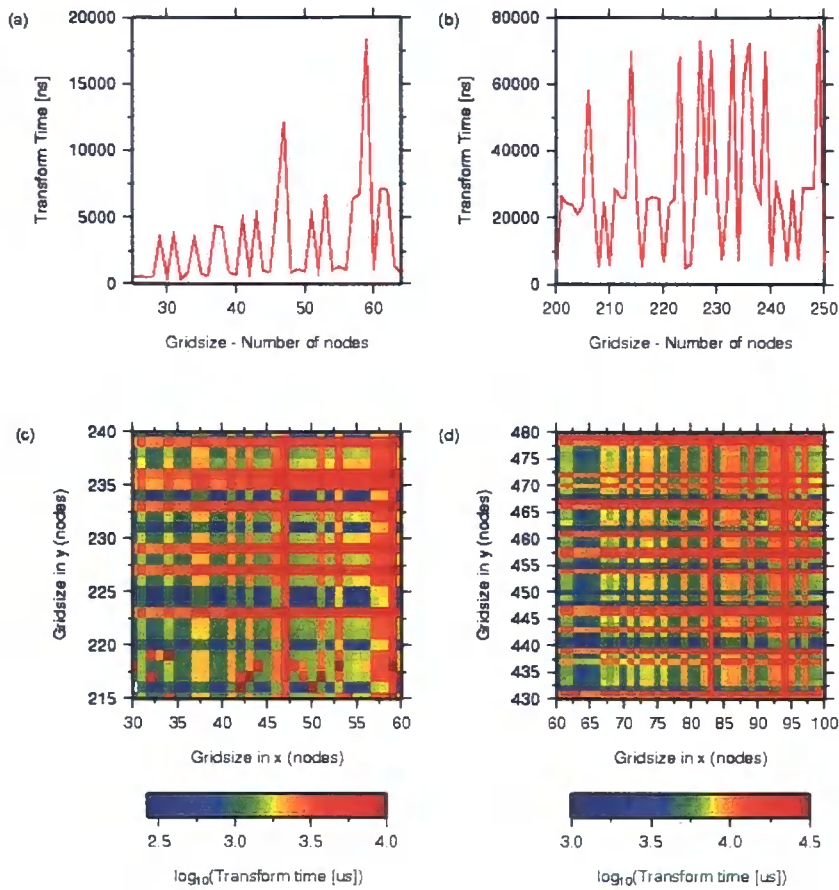 (a)
Transform Time [ns]
20000
15000
10000
5000
0
30 40 50 60
Gridsize - Number of nodes
(b)
Transform Time [ns]
80000
60000
40000
20000
0
200 210 220 230 240 250
Gridsize - Number of nodes
(c)
Gridsize in y (nodes)
240
235
230
225
220
215
30 35 40 45 50 55 60
Gridsize in x (nodes)
2.5 3.0 3.5 4.0
log10(Transform time [us])
(d)
Gridsize in y (nodes)
480
475
470
465
460
455
450
445
440
435
430
60 65 70 75 80 85 90 95 100
Gridsize in x (nodes)
3.0 3.5 4.0 4.5
log10(Transform time [us])